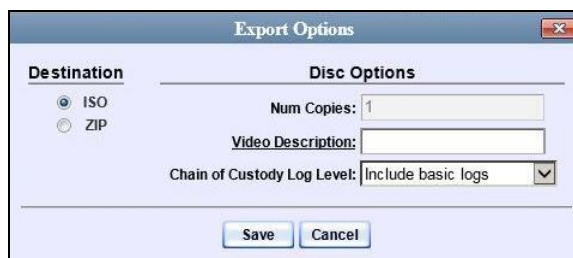 Export Options
Destination
ISO
ZIP
Disc Options
Num Copies: 1
Video Description:
Chain of Custody Log Level: Include basic logs
Save Cancel